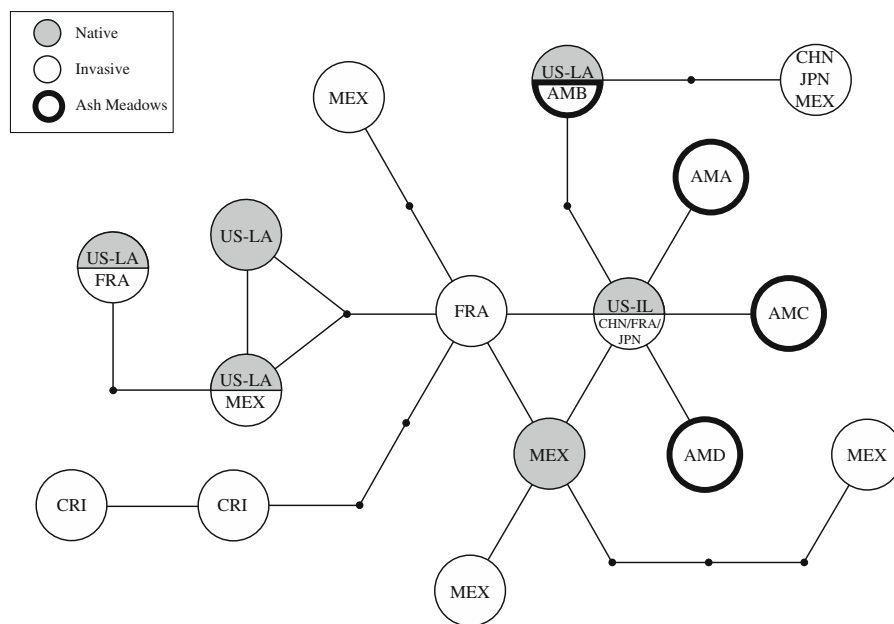 Native
Invasive
Ash Meadows
US-LA
AMB
CHN
JPN
MEX
MEX
AMA
US-LA
US-LA
FRA
FRA
US-IL
CHN/FRA/
JPN
AMC
US-LA
MEX
MEX
AMD
MEX
CRI
CRI
MEX